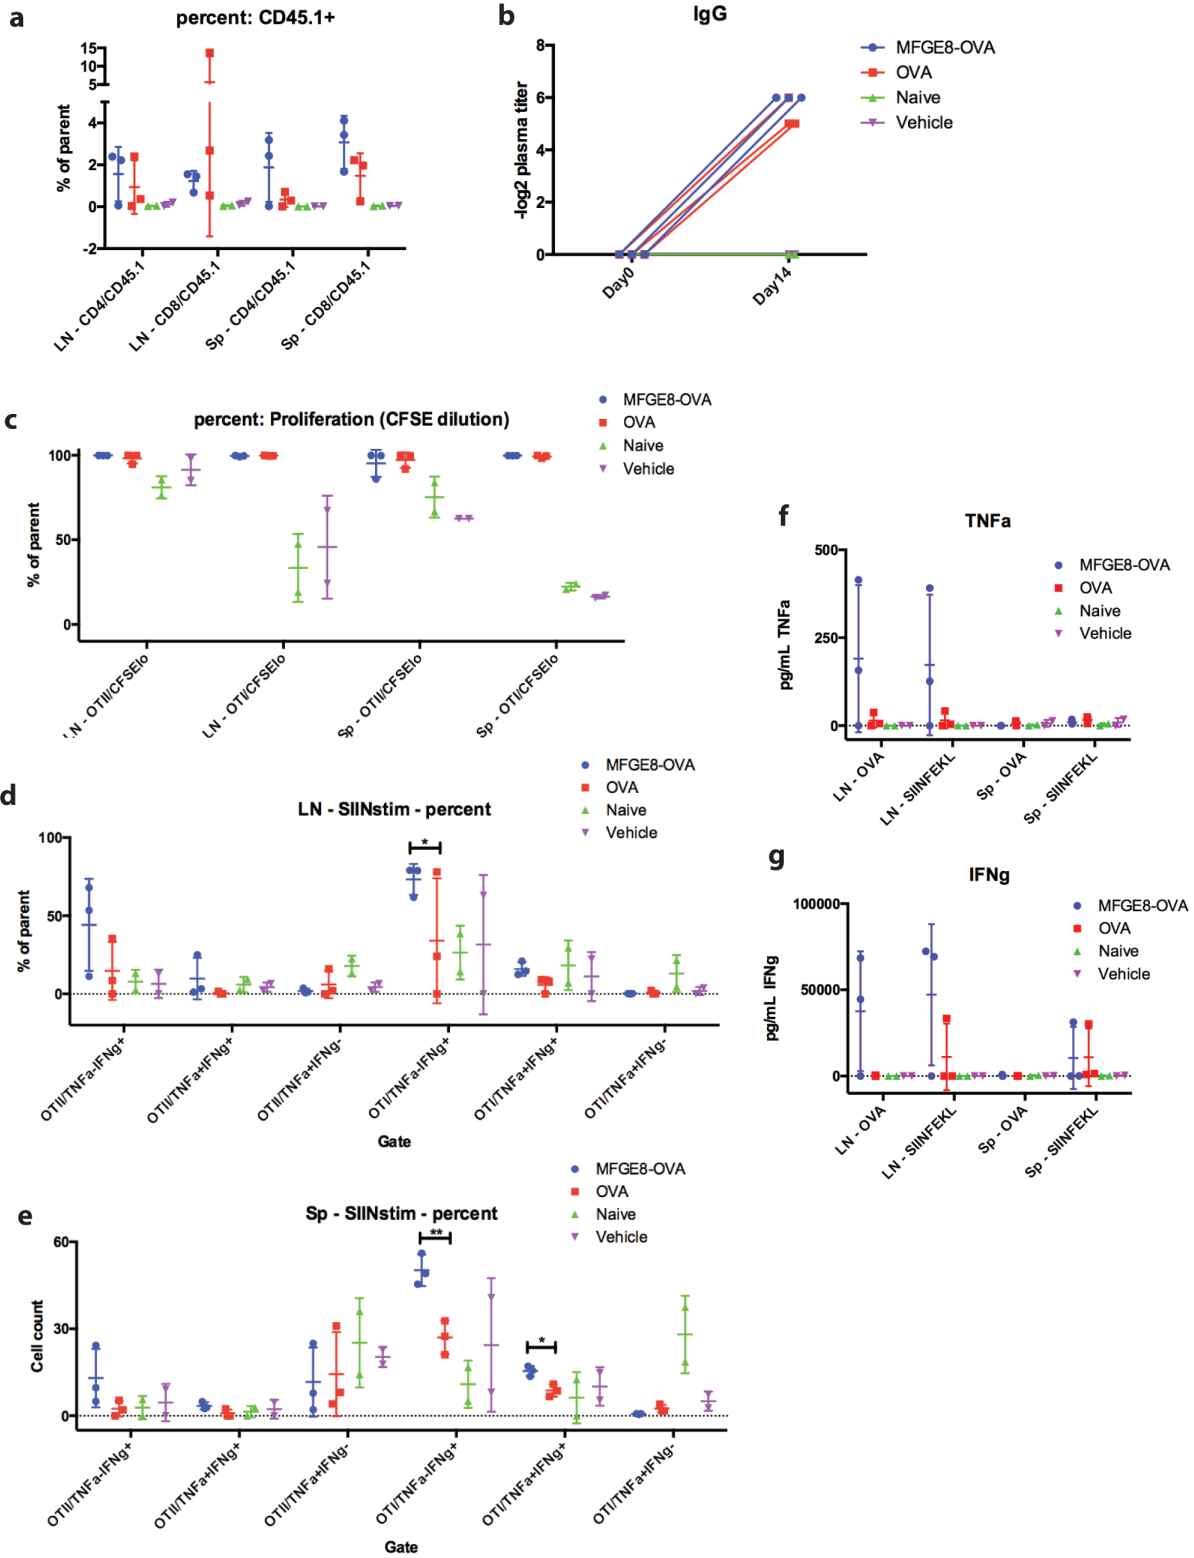 a
percent: CD45.1+
% of parent
15
10
5
4
2
0
-2
LN - CD4/CD45.1
LN - CD8/CD45.1
Sp - CD4/CD45.1
Sp - CD8/CD45.1
b
IgG
-log2 plasma titer
8
6
4
2
0
Day0
Day14
MFGE8-OVA
OVA
Naive
Vehicle
c
percent: Proliferation (CFSE dilution)
% of parent
100
50
0
LN - OTII/CFSElo
LN - OTI/CFSElo
Sp - OTII/CFSElo
Sp - OTI/CFSElo
MFGE8-OVA
OVA
Naive
Vehicle
d
LN - SIINstim - percent
% of parent
100
50
0
*
OTII/TNFa-IFNg+
OTII/TNFa+IFNg+
OTII/TNFa+IFNg-
OTI/TNFa-IFNg+
OTI/TNFa+IFNg+
OTI/TNFa+IFNg-
Gate
MFGE8-OVA
OVA
Naive
Vehicle
e
Sp - SIINstim - percent
Cell count
60
30
0
**
*
OTII/TNFa-IFNg+
OTII/TNFa+IFNg+
OTII/TNFa+IFNg-
OTI/TNFa-IFNg+
OTI/TNFa+IFNg+
OTI/TNFa+IFNg-
Gate
MFGE8-OVA
OVA
Naive
Vehicle
f
TNFa
pg/mL TNFa
500
250
0
LN - OVA
LN - SIINFEKL
Sp - OVA
Sp - SIINFEKL
MFGE8-OVA
OVA
Naive
Vehicle
g
IFNg
pg/mL IFNg
100000
50000
0
LN - OVA
LN - SIINFEKL
Sp - OVA
Sp - SIINFEKL
MFGE8-OVA
OVA
Naive
Vehicle